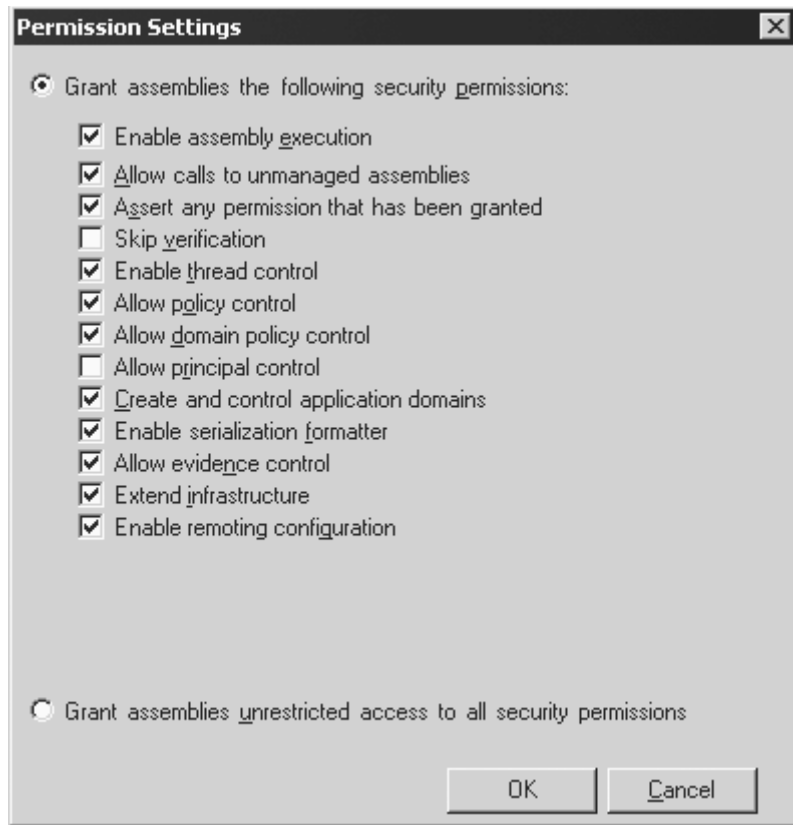 Permission Settings
Grant assemblies the following security permissions:
Enable assembly execution
Allow calls to unmanaged assemblies
Assert any permission that has been granted
Skip verification
Enable thread control
Allow policy control
Allow domain policy control
Allow principal control
Create and control application domains
Enable serialization formatter
Allow evidence control
Extend infrastructure
Enable remoting configuration
Grant assemblies unrestricted access to all security permissions
OK
Cancel